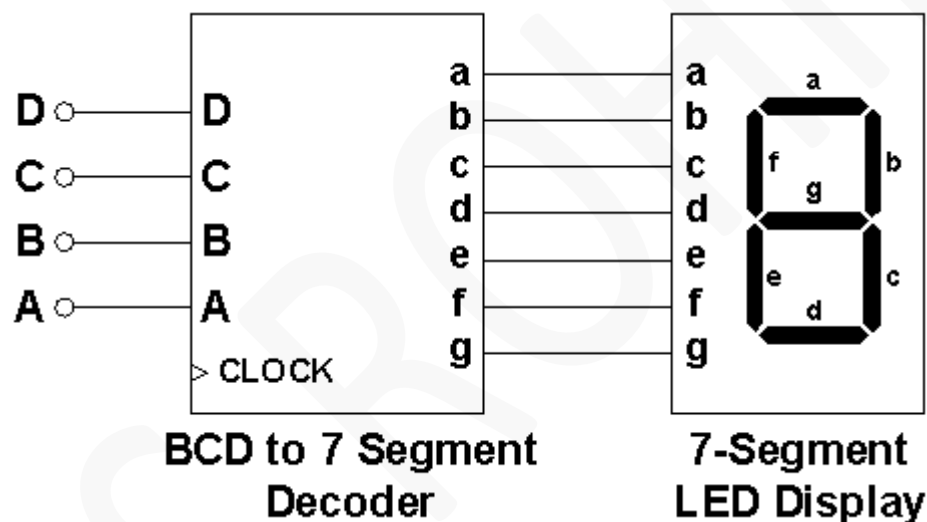 D D a a a
b b
C C c c f b
d d g
B B e e e c
A A f f d
g g
> CLOCK
BCD to 7 Segment
Decoder
7-Segment
LED Display